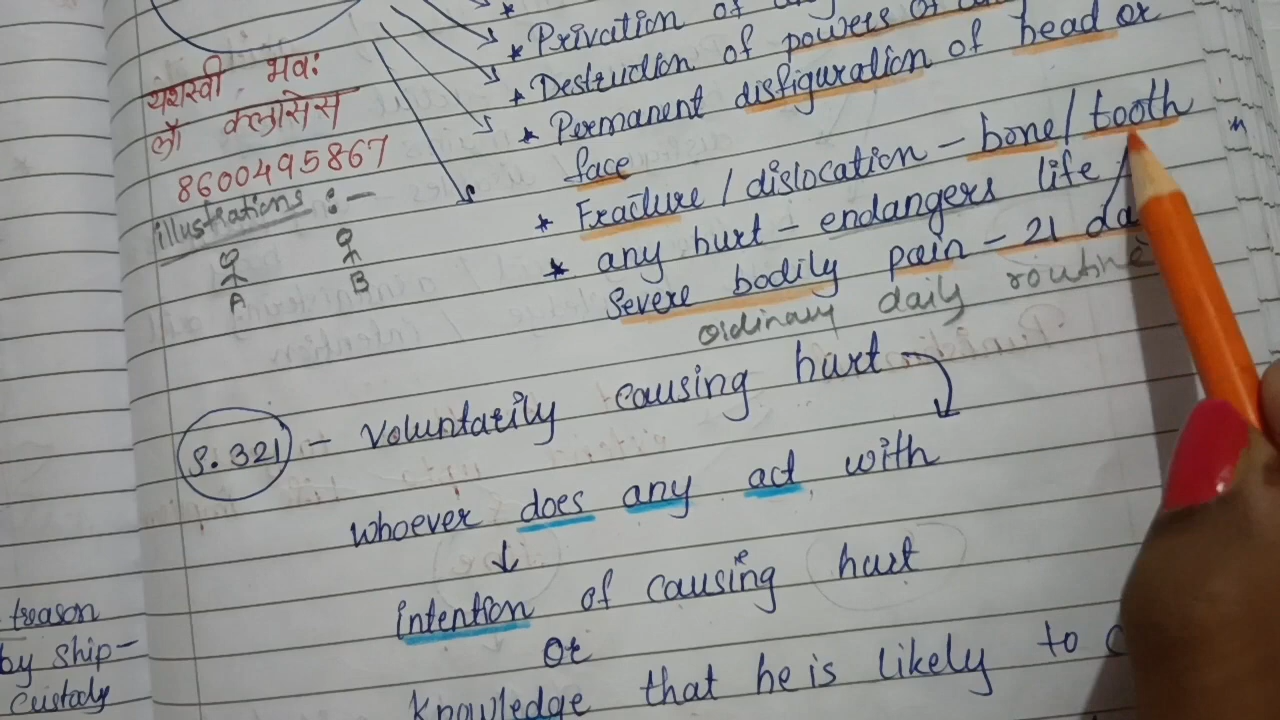 * Privation of
* Destruction of powers of
* Permanent disfiguration of head or
face
* Fracture / dislocation – bone / tooth
* any hurt – endangers life /
Severe bodily pain – 21 da
ordinary daily routine
यशस्वी भवः
लॉ क्लासेस
8600495867
illustrations :–
A B
S. 321 – Voluntarily causing hurt
whoever does any act with
intention of causing hurt
or
knowledge that he is likely to c
treason
by ship–
custody